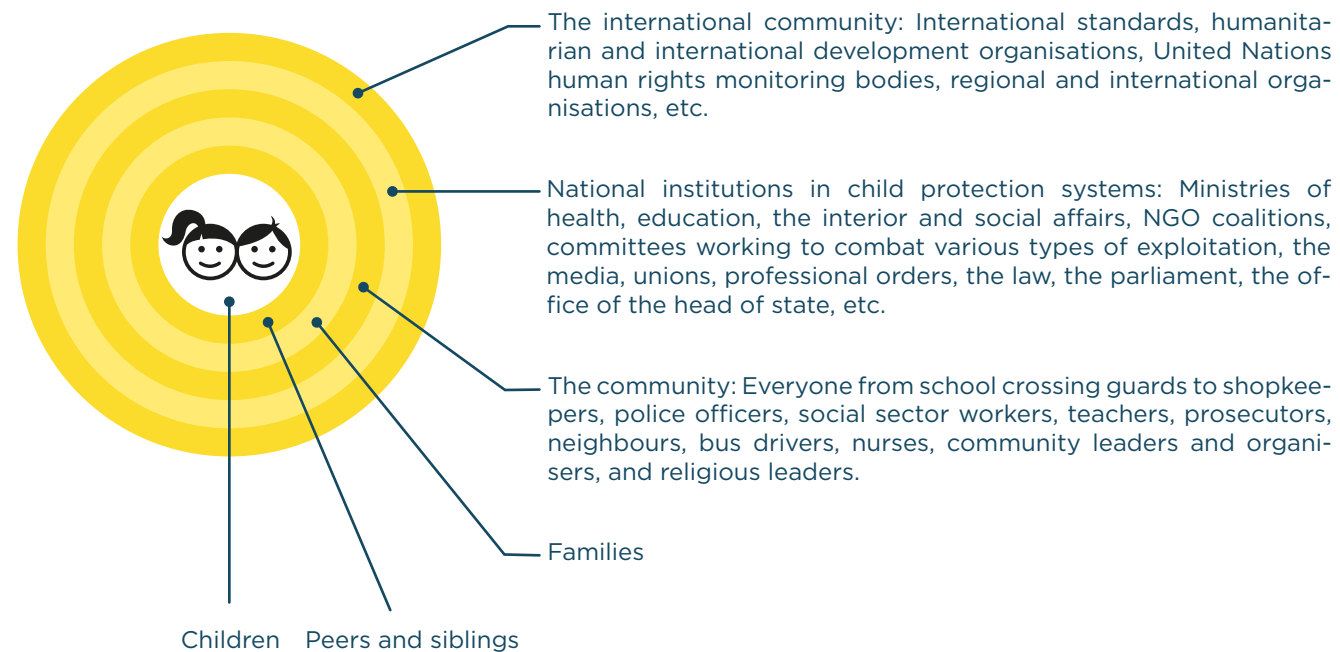 The international community: International standards, humanita-
rian and international development organisations, United Nations
human rights monitoring bodies, regional and international orga-
nisations, etc.
National institutions in child protection systems: Ministries of
health, education, the interior and social affairs, NGO coalitions,
committees working to combat various types of exploitation, the
media, unions, professional orders, the law, the parliament, the of-
fice of the head of state, etc.
The community: Everyone from school crossing guards to shopkee-
pers, police officers, social sector workers, teachers, prosecutors,
neighbours, bus drivers, nurses, community leaders and organi-
sers, and religious leaders.
Families
Children
Peers and siblings